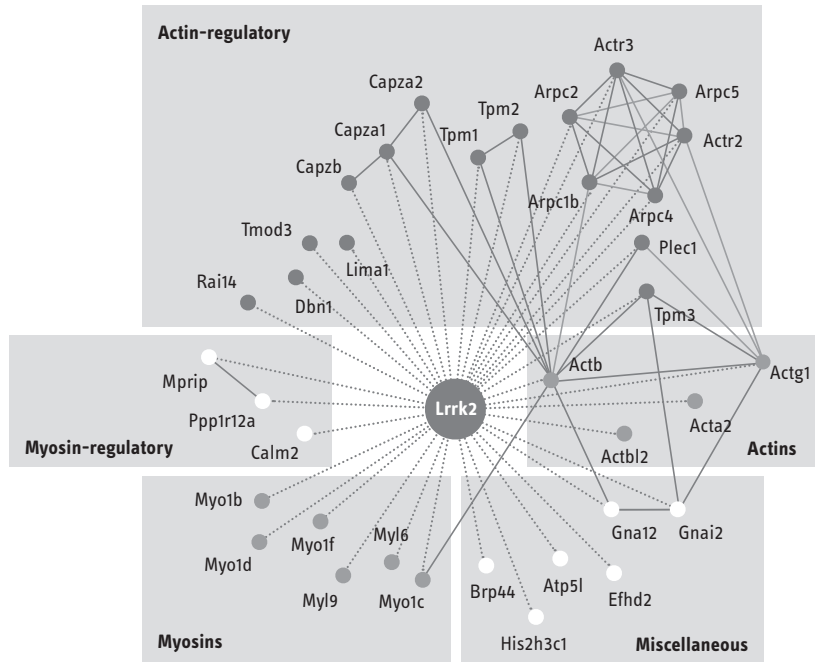 Actin-regulatory
Actr3
Capza2
Arpc2
Arpc5
Tpm2
Capza1
Tpm1
Actr2
Capzb
Arpc1b
Arpc4
Tmod3
Plec1
Lima1
Rai14
Dbn1
Tpm3
Actb
Actg1
Mprip
Lrrk2
Ppp1r12a
Acta2
Myosin-regulatory
Calm2
Actbl2
Actins
Myo1b
Gna12
Gnai2
Myo1f
Myl6
Myo1d
Myl9
Myo1c
Brp44
Atp5l
Efhd2
His2h3c1
Myosins
Miscellaneous